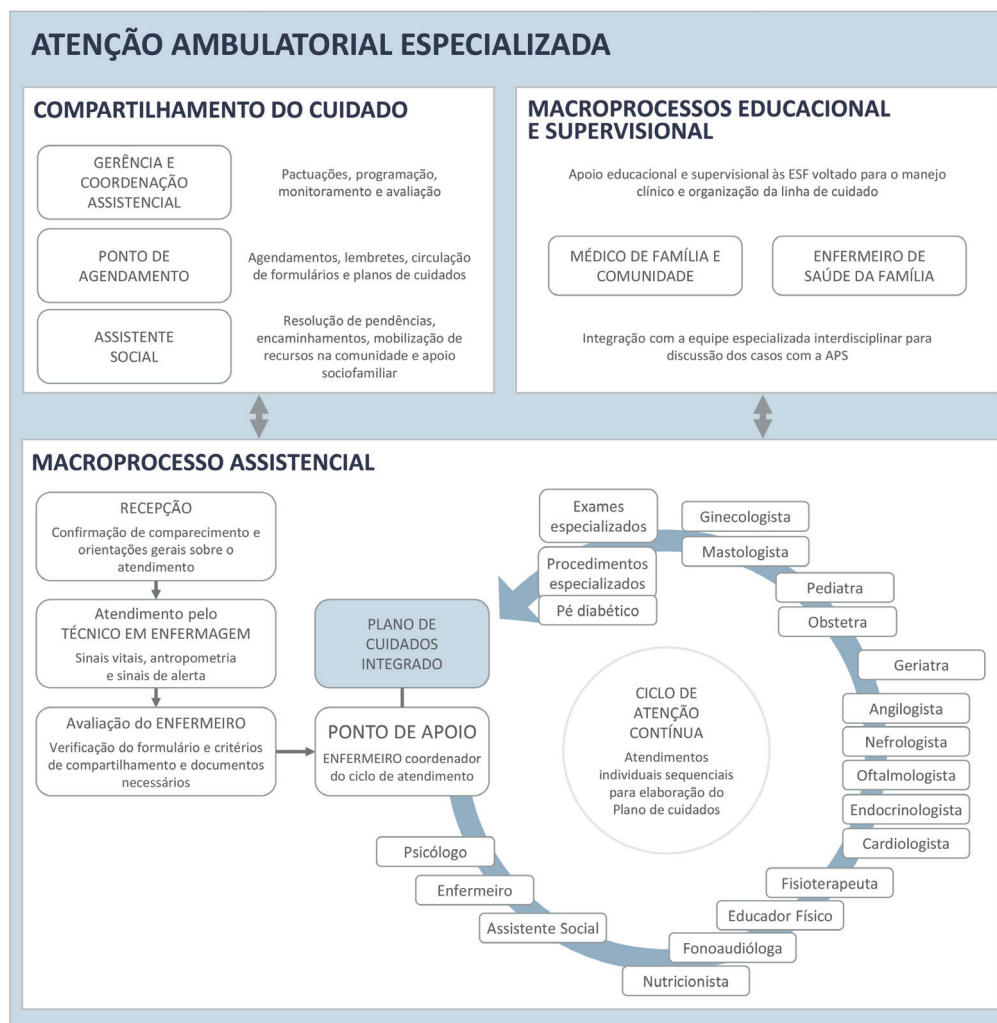 ATENÇÃO AMBULATORIAL ESPECIALIZADA
COMPARTILHAMENTO DO CUIDADO
GERÊNCIA E
COORDENAÇÃO
ASSISTENCIAL
Pactuações, programação,
monitoramento e avaliação
PONTO DE
AGENDAMENTO
Agendamentos, lembretes, circulação
de formulários e planos de cuidados
ASSISTENTE
SOCIAL
Resolução de pendências,
encaminhamentos, mobilização de
recursos na comunidade e apoio
sociofamiliar
MACROPROCESSOS EDUCACIONAL
E SUPERVISIONAL
Apoio educacional e supervisional às ESF voltado para o manejo
clínico e organização da linha de cuidado
MÉDICO DE FAMÍLIA E
COMUNIDADE
ENFERMEIRO DE
SAÚDE DA FAMÍLIA
Integração com a equipe especializada interdisciplinar para
discussão dos casos com a APS
MACROPROCESSO ASSISTENCIAL
RECEPÇÃO
Confirmação de comparecimento e
orientações gerais sobre o
atendimento
Atendimento pelo
TÉCNICO EM ENFERMAGEM
Sinais vitais, antropometria
e sinais de alerta
Avaliação do ENFERMEIRO
Verificação do formulário e critérios
de compartilhamento e documentos
necessários
PLANO DE
CUIDADOS
INTEGRADO
PONTO DE APOIO
ENFERMEIRO coordenador
do ciclo de atendimento
CICLO DE
ATENÇÃO
CONTÍNUA
Atendimentos
individuais sequenciais
para elaboração do
Plano de cuidados
Exames
especializados
Procedimentos
especializados
Pé diabético
Ginecologista
Mastologista
Pediatra
Obstetra
Geriatra
Angilogista
Nefrologista
Oftalmologista
Endocrinologista
Cardiologista
Fisioterapeuta
Educador Físico
Fonoaudióloga
Nutricionista
Assistente Social
Enfermeiro
Psicólogo